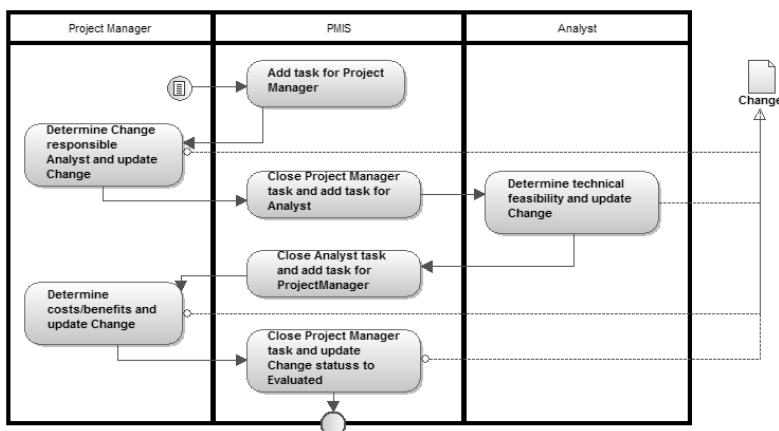 Project Manager
PMIS
Analyst
Add task for Project
Manager
Change
Determine Change
responsible
Analyst and update
Change
Close Project Manager
task and add task for
Analyst
Determine technical
feasibility and update
Change
Close Analyst task
and add task for
ProjectManager
Determine
costs/benefits and
update Change
Close Project Manager
task and update
Change statuss to
Evaluated